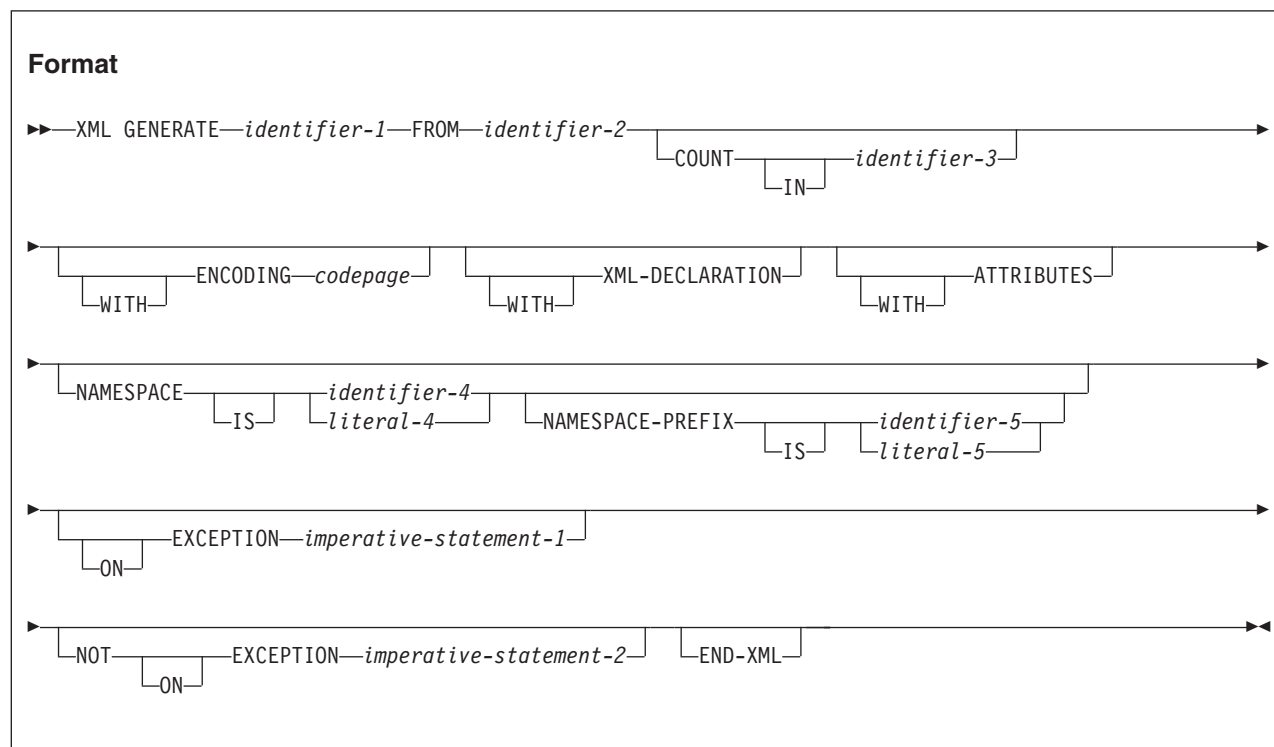 Format
XML GENERATE identifier-1 FROM identifier-2
COUNT identifier-3
IN
ENCODING codepage XML-DECLARATION ATTRIBUTES
WITH WITH WITH
NAMESPACE identifier-4
IS literal-4 NAMESPACE-PREFIX identifier-5
IS literal-5
EXCEPTION imperative-statement-1
ON
NOT EXCEPTION imperative-statement-2 END-XML
ON